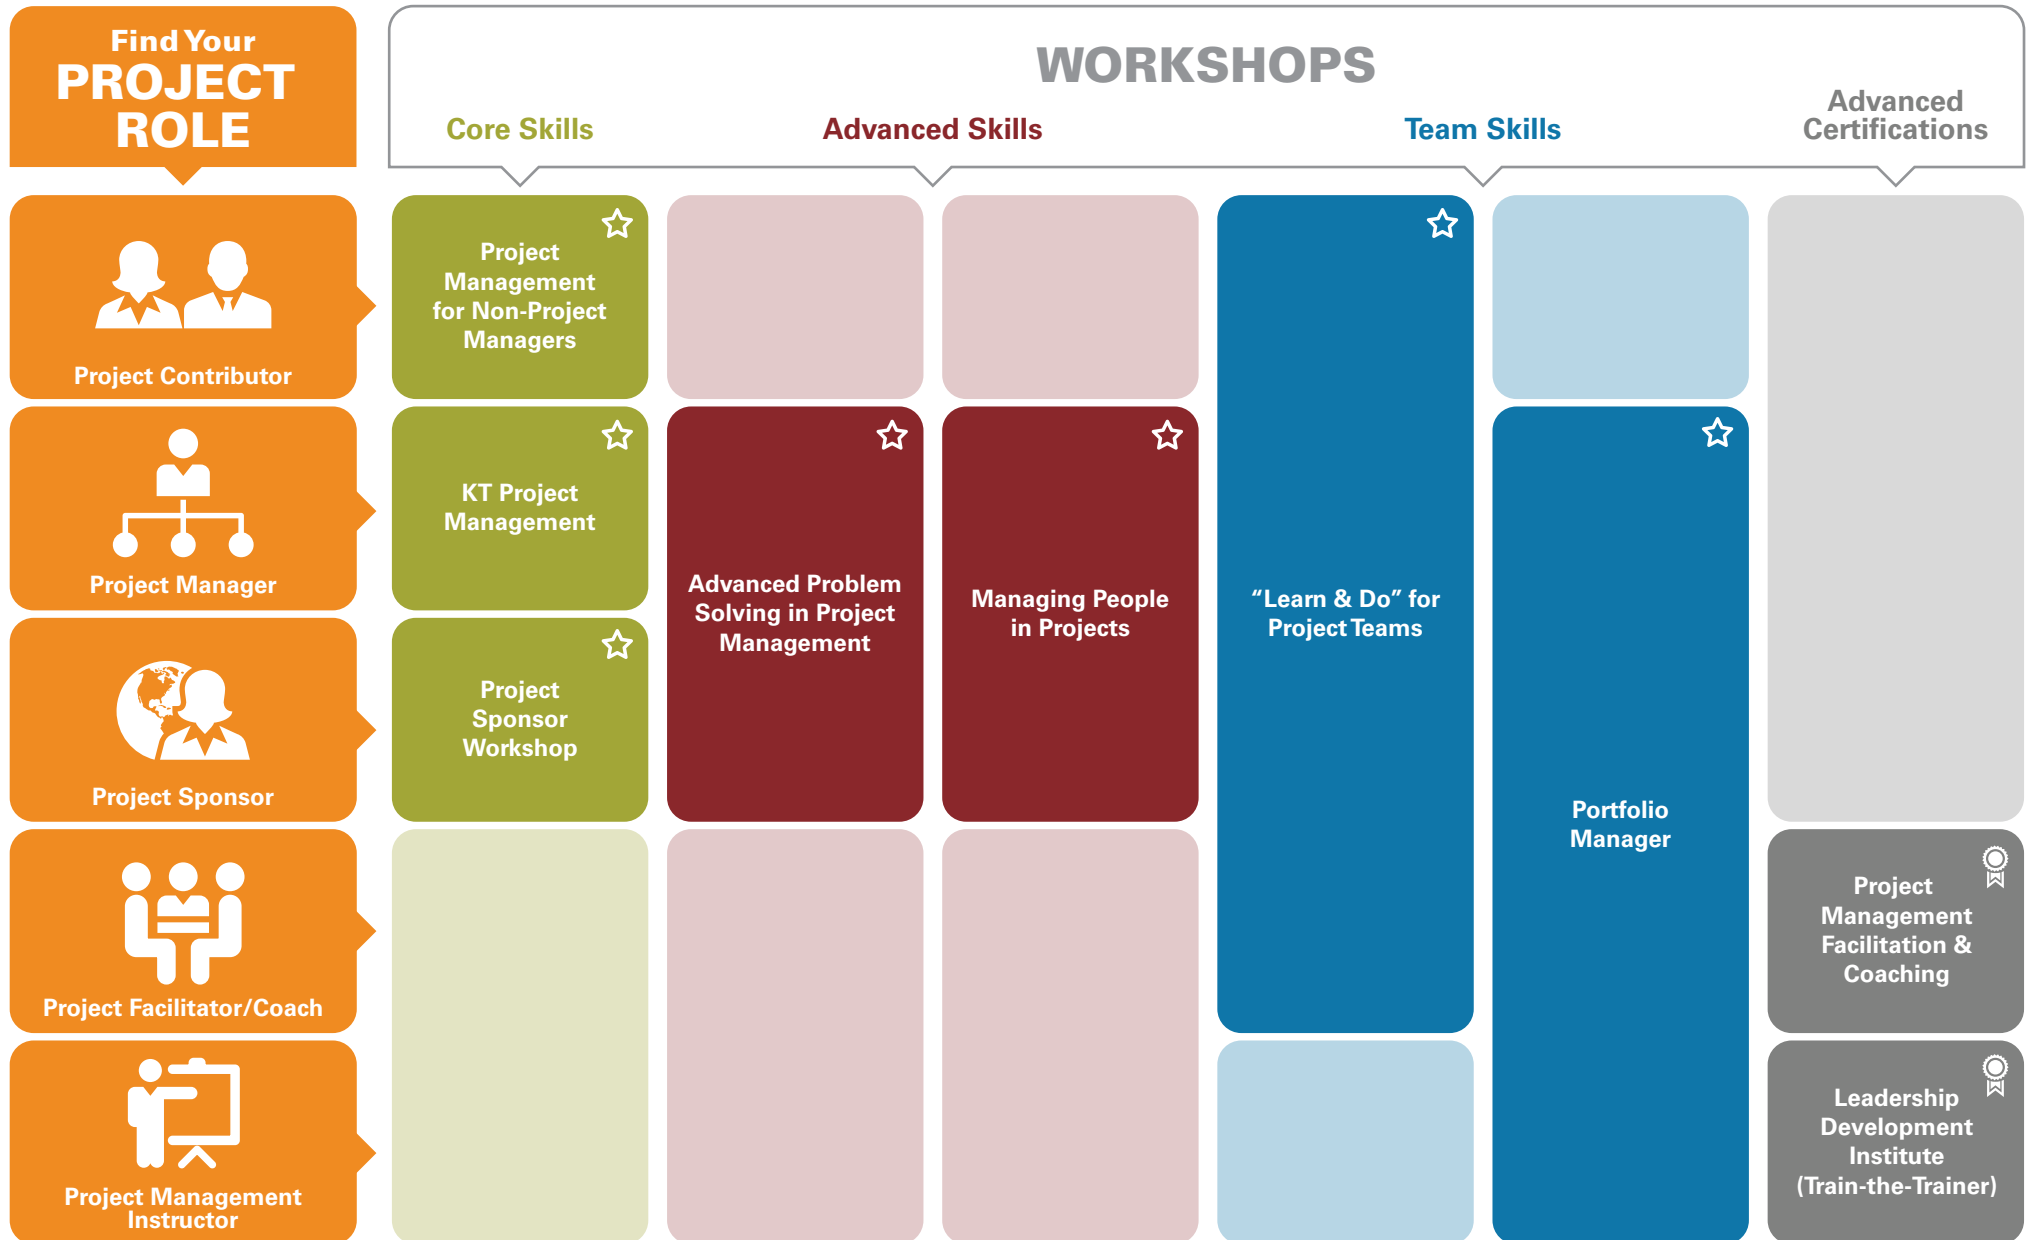 Find Your
PROJECT
ROLE
WORKSHOPS
Core Skills
Advanced Skills
Team Skills
Advanced
Certifications
Project Contributor
Project
Management
for Non-Project
Managers
Project Manager
KT Project
Management
Advanced Problem
Solving in Project
Management
Managing People
in Projects
“Learn & Do” for
Project Teams
Project Sponsor
Project
Sponsor
Workshop
Portfolio
Manager
Project Facilitator/Coach
Project
Management
Facilitation &
Coaching
Project Management
Instructor
Leadership
Development
Institute
(Train-the-Trainer)